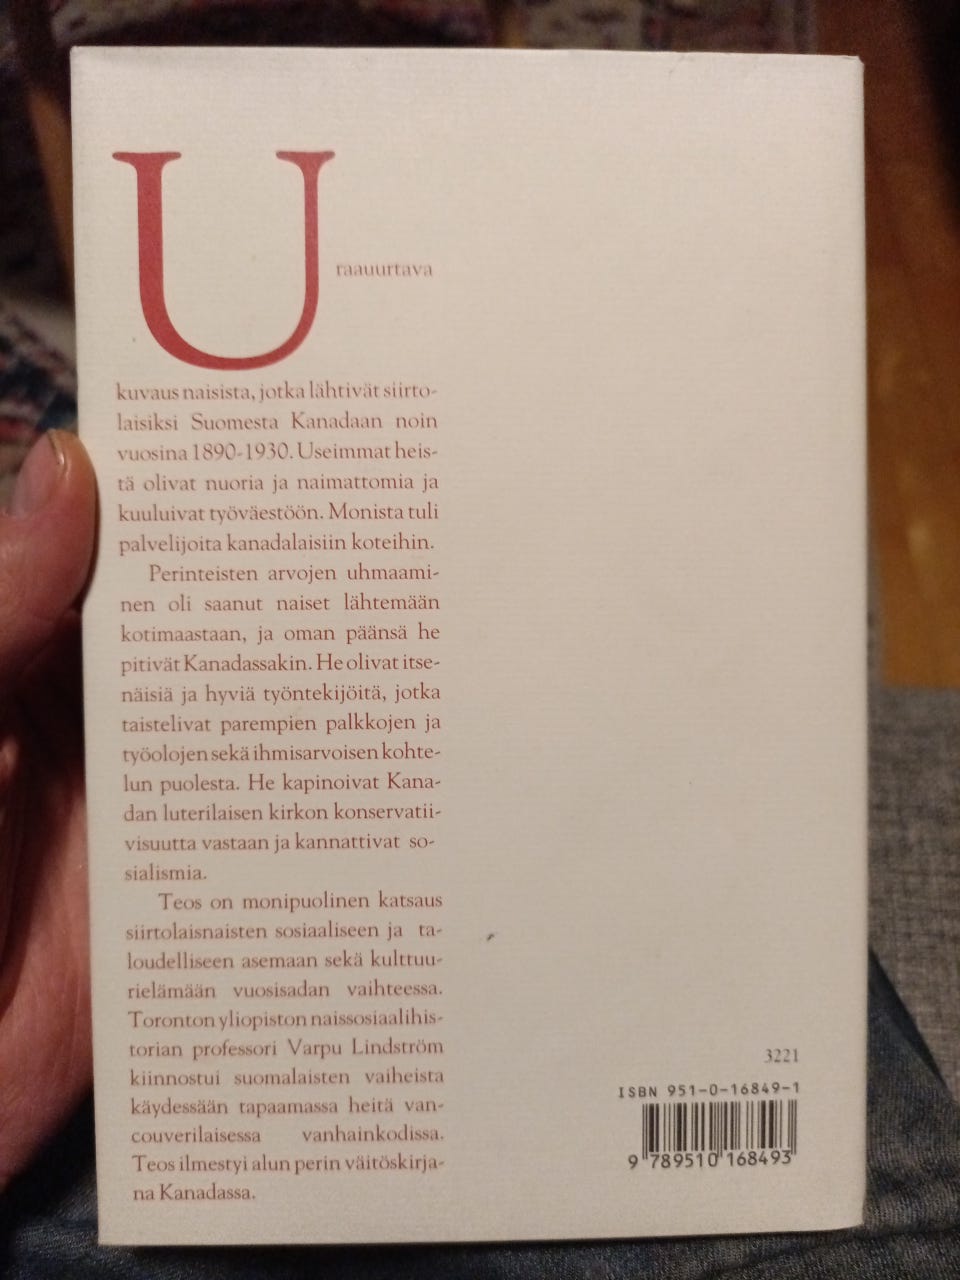 Uraauurtava
kuvaus naisista, jotka lähtivät siirto-
laisiksi Suomesta Kanadaan noin
vuosina 1890-1930. Useimmat heis-
tä olivat nuoria ja naimattomia ja
kuuluivat työväestöön. Monista tuli
palvelijoita kanadalaisiin koteihin.
Perinteisten arvojen uhmaami-
nen oli saanut naiset lähtemään
kotimaastaan, ja oman päänsä he
pitivät Kanadassakin. He olivat itse-
näisiä ja hyviä työntekijöitä, jotka
taistelivat parempien palkkojen ja
työolojen sekä ihmisarvoisen kohte-
lun puolesta. He kapinoivat Kana-
dan luterilaisen kirkon konservatii-
visuutta vastaan ja kannattivat so-
sialismia.
Teos on monipuolinen katsaus
siirtolaisnaisten sosiaaliseen ja ta-
loudelliseen asemaan sekä kulttuu-
rielämään vuosisadan vaihteessa.
Toronton yliopiston naissosiaalihis-
torian professori Varpu Lindström
kiinnostui suomalaisten vaiheista
käydessään tapaamassa heitä van-
couverilaisessa vanhainkodissa.
Teos ilmestyi alun perin väitöskirja-
na Kanadassa.
3221
ISBN 951-0-16849-1
9 789510 168493